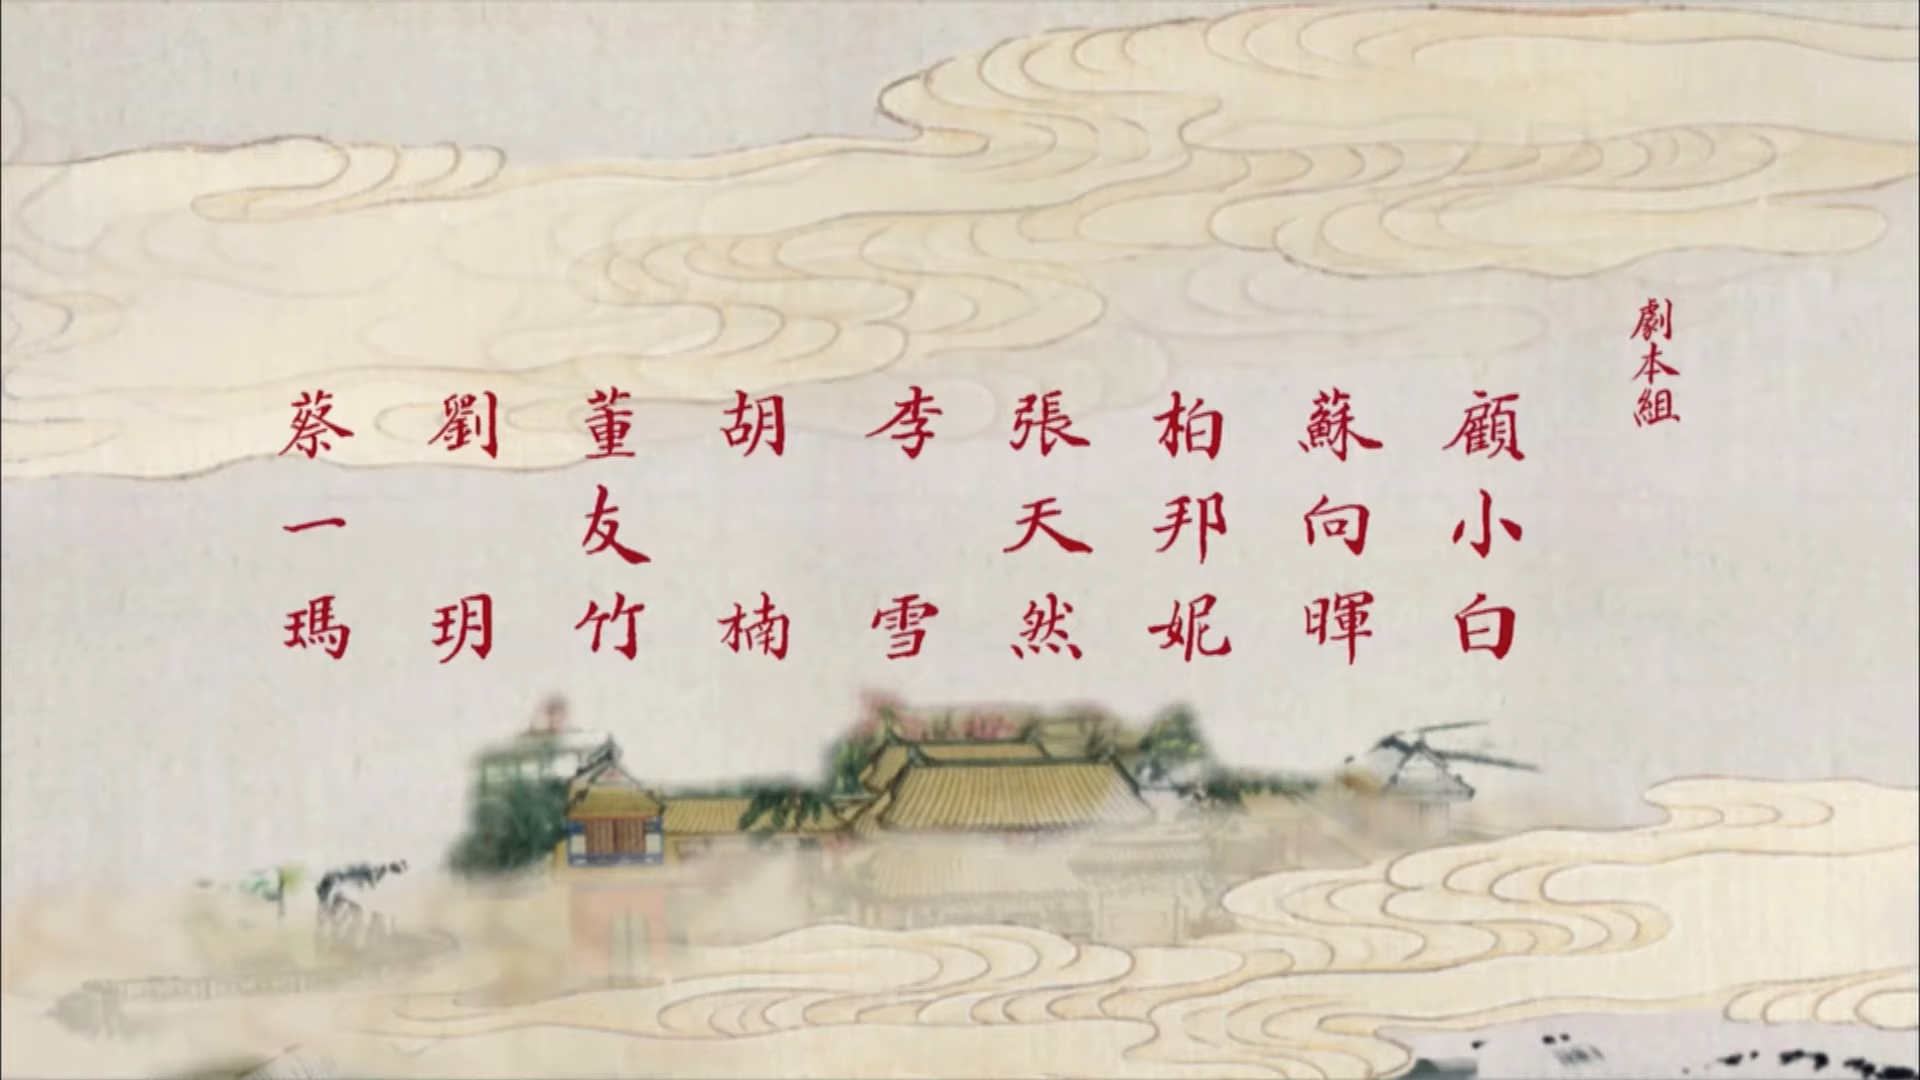 劇本組
顧小白
蘇向暉
柏邦妮
張天然
李雪
胡楠
董友竹
劉玥
蔡一瑪